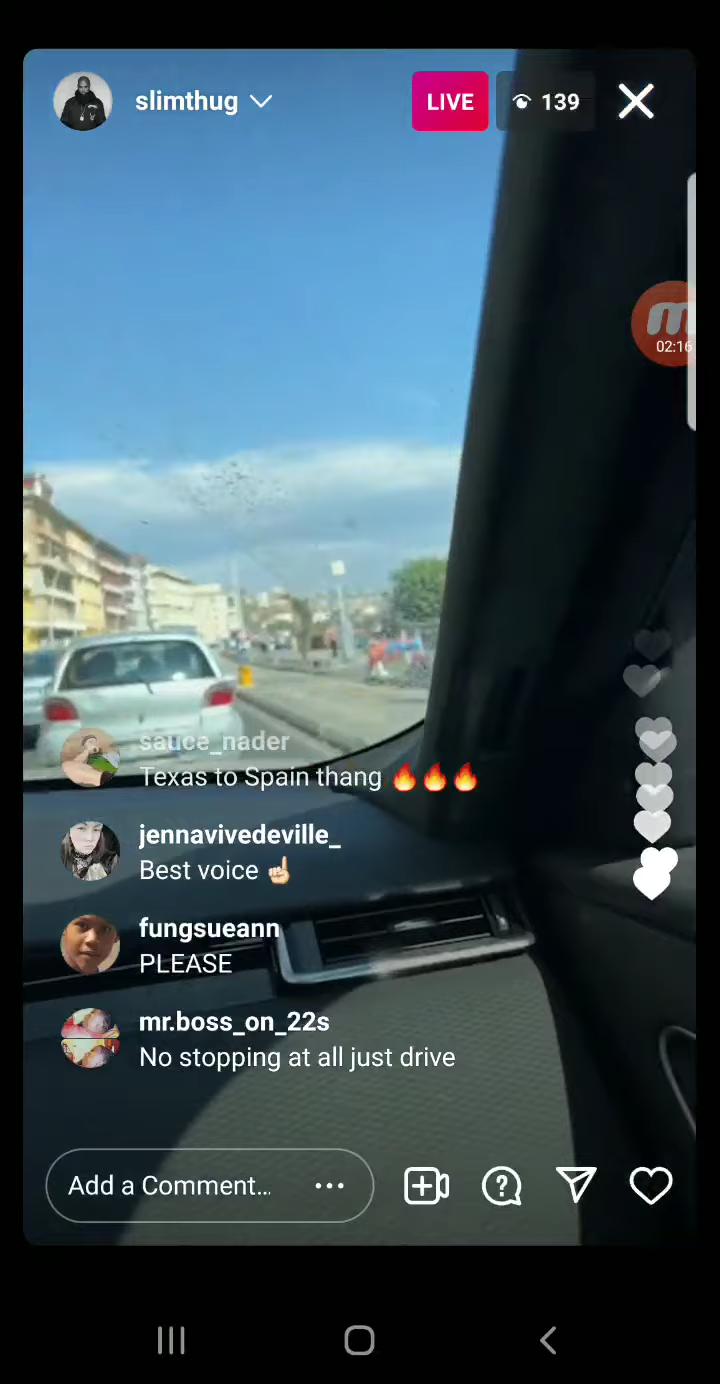 slimthug
LIVE
139
02:16
sauce_nader
Texas to Spain thang 🔥🔥🔥
jennavivedeville_
Best voice ☝🏻
fungsueann
PLEASE
mr.boss_on_22s
No stopping at all just drive
Add a Comment...